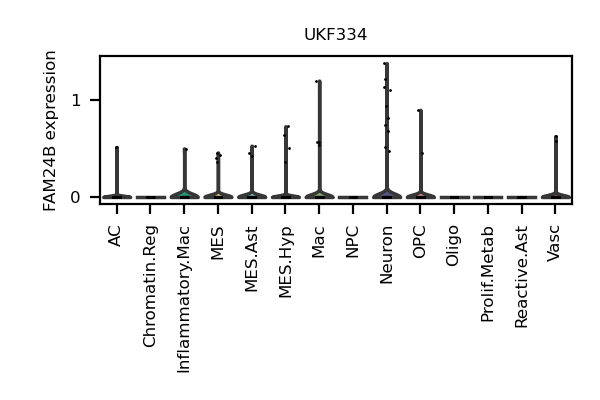 UKF334
FAM24B expression
1
0
AC
Chromatin.Reg
Inflammatory.Mac
MES
MES.Ast
MES.Hyp
Mac
NPC
Neuron
OPC
Oligo
Prolif.Metab
Reactive.Ast
Vasc